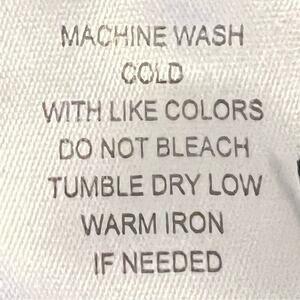 MACHINE WASH
COLD
WITH LIKE COLORS
DO NOT BLEACH
TUMBLE DRY LOW
WARM IRON
IF NEEDED